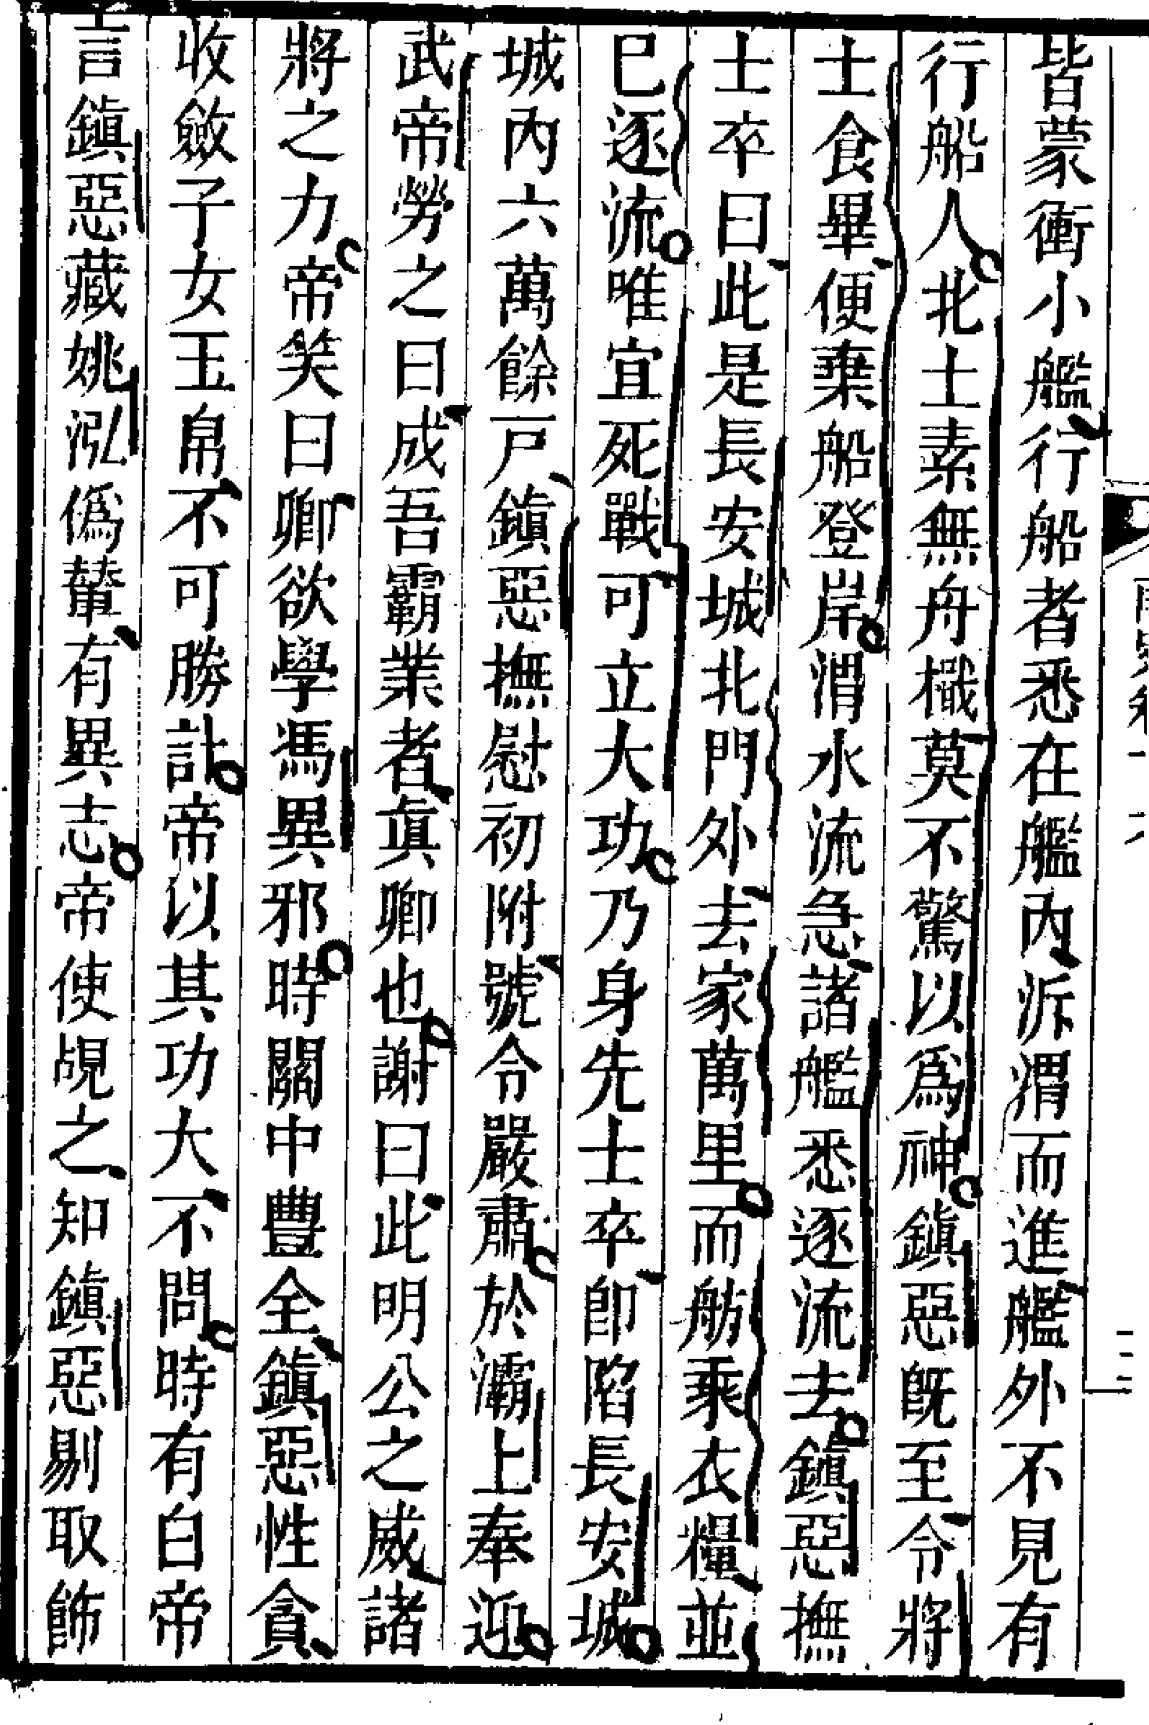 皆蒙衝小艦行船者悉在艦內泝渭而進艦外不見有
行船人北土素無舟檝莫不驚以爲神鎭惡既至令將
士食畢便棄船登岸渭水流急諸艦悉逐流去鎭惡撫
士卒曰此是長安城北門外去家萬里而舫乘衣糧並
已逐流唯宜死戰可立大功乃身先士卒卽陷長安城
城內六萬餘戸鎭惡撫慰初附號令嚴肅於灞上奉迎
武帝勞之曰成吾霸業者眞卿也謝曰此明公之威諸
將之力帝笑曰卿欲學馮異邪時關中豐全鎭惡性貪
收斂子女玉帛不可勝計帝以其功大不問時有白帝
言鎭惡藏姚泓僞輦有異志帝使覘之知鎭惡剔取飾